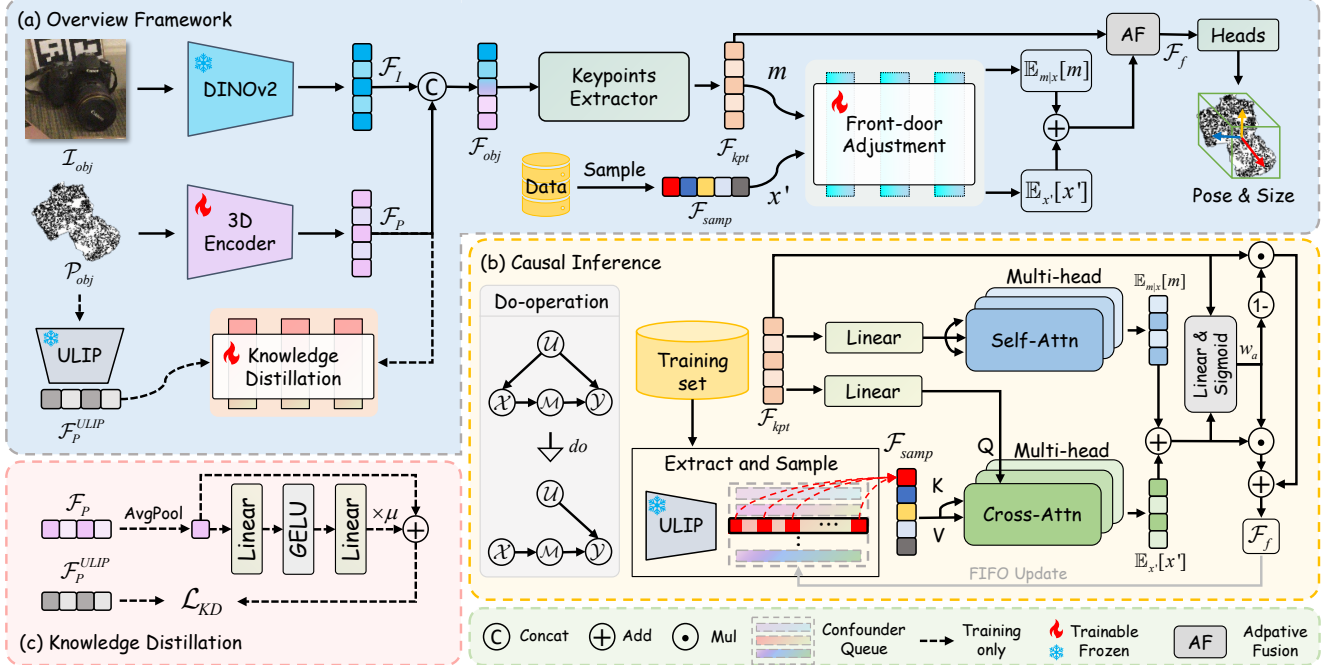 (a) Overview Framework
I_obj
DINOv2
F_I
C
F_obj
Keypoints
Extractor
F_kpt
m
Data
Sample
F_samp
x'
Front-door
Adjustment
E_{m|x}[m]
+
E_{x'}[x']
AF
F_f
Heads
Pose & Size
P_obj
3D
Encoder
F_P
ULIP
F_P^{ULIP}
Knowledge
Distillation
(b) Causal Inference
Do-operation
U
X
M
Y
do
U
X
M
Y
Training
set
F_kpt
Linear
Linear
Multi-head
Self-Attn
E_{m|x}[m]
Linear &
Sigmoid
w_a
1-
Extract and Sample
ULIP
...
F_samp
Q
K
V
Multi-head
Cross-Attn
E_{x'}[x']
+
+
F_f
FIFO Update
F_P
AvgPool
Linear
GELU
Linear
×μ
+
F_P^{ULIP}
L_KD
(c) Knowledge Distillation
C Concat
+ Add
Mul
Confounder
Queue
Training
only
Trainable
Frozen
AF
Adpative
Fusion